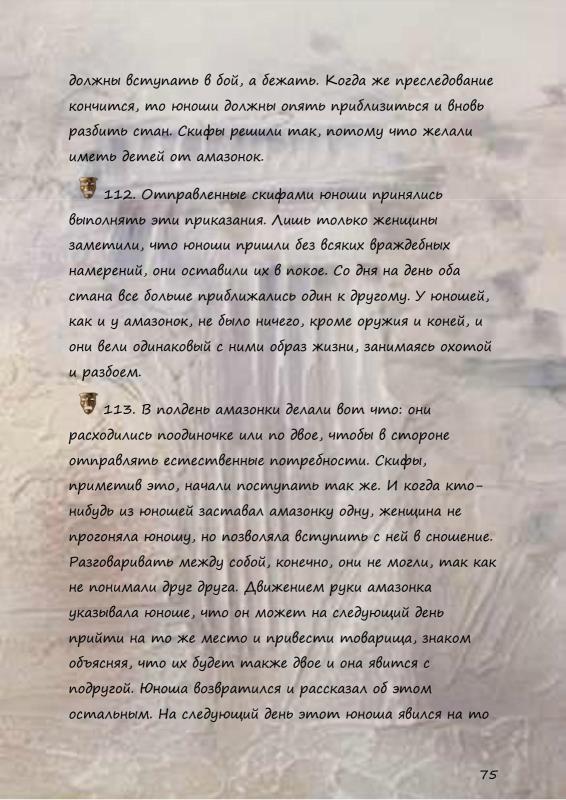 должны вступать в бой, а бежать. Когда же преследование
кончится, то юноши должны опять приблизиться и вновь
разбить стан. Скифы решили так, потому что желали
иметь детей от амазонок.
112. Отправленные скифами юноши принялись
выполнять эти приказания. Лишь только женщины
заметили, что юноши пришли без всяких враждебных
намерений, они оставили их в покое. Со дня на день оба
стана все больше приближались один к другому. У юношей,
как и у амазонок, не было ничего, кроме оружия и коней, и
они вели одинаковый с ними образ жизни, занимаясь охотой
и разбоем.
113. В полдень амазонки делали вот что: они
расходились поодиночке или по двое, чтобы в стороне
отправлять естественные потребности. Скифы,
приметив это, начали поступать так же. И когда кто-
нибудь из юношей заставал амазонку одну, женщина не
прогоняла юношу, но позволяла вступить с ней в сношение.
Разговаривать между собой, конечно, они не могли, так как
не понимали друг друга. Движением руки амазонка
указывала юноше, что он может на следующий день
прийти на то же место и привести товарища, знаком
объясняя, что их будет также двое и она явится с
подругой. Юноша возвратился и рассказал об этом
остальным. На следующий день этот юноша явился на то
75